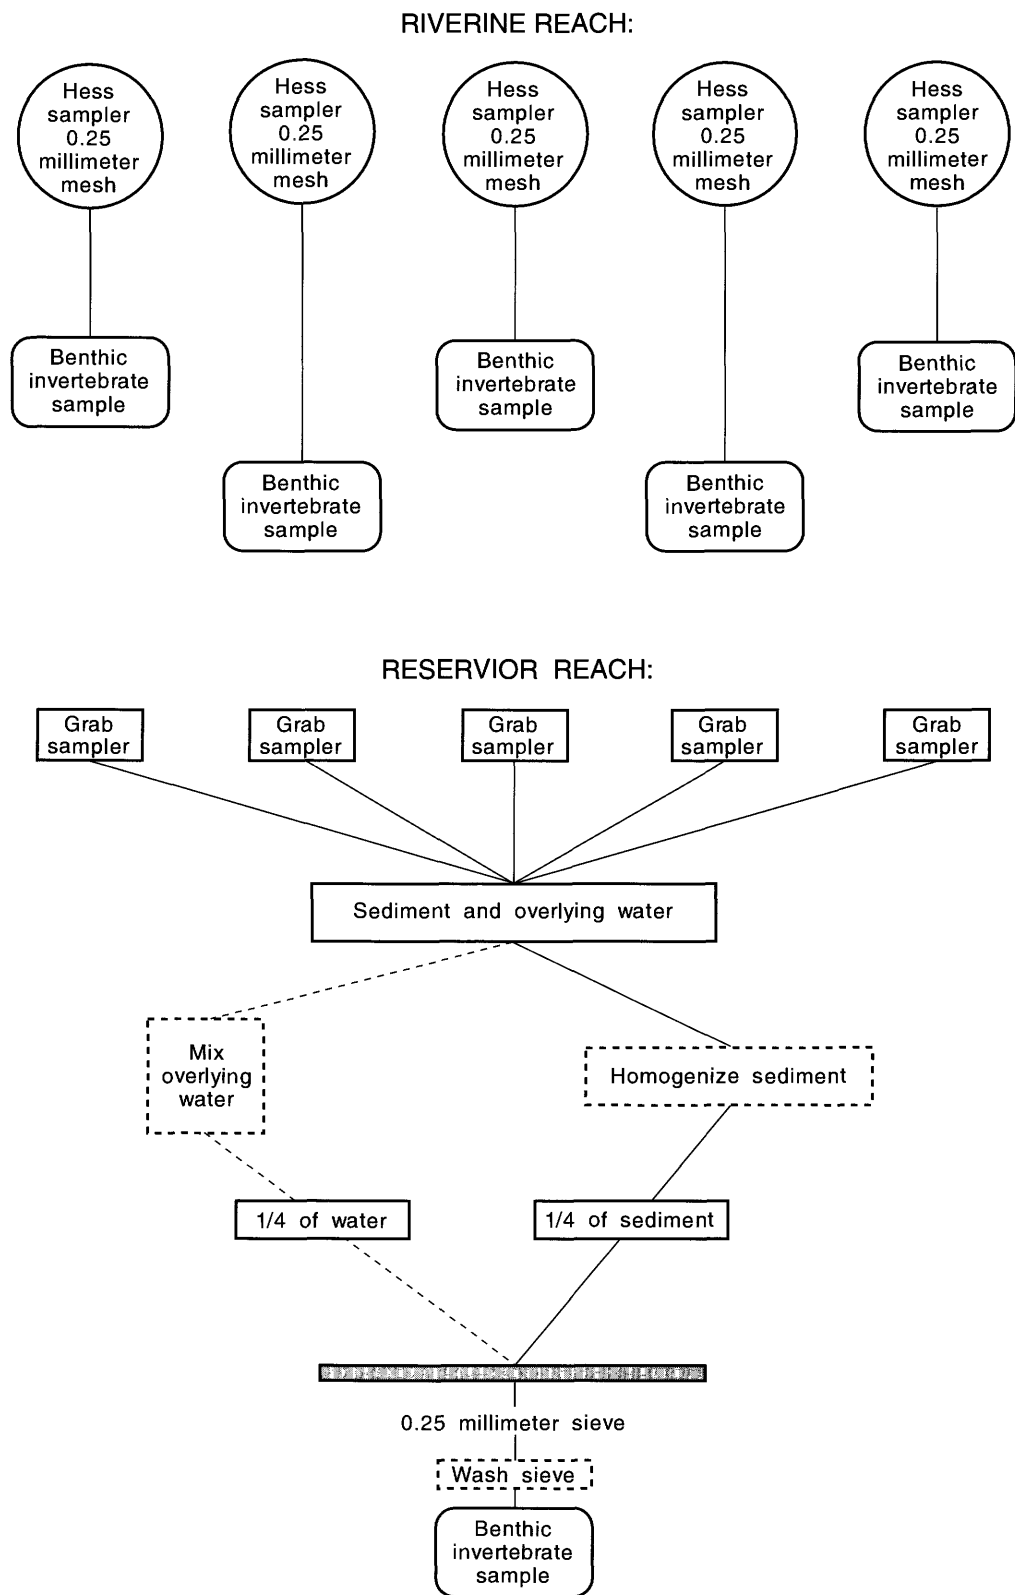 RIVERINE REACH:
Hess
sampler
0.25
millimeter
mesh
Hess
sampler
0.25
millimeter
mesh
Hess
sampler
0.25
millimeter
mesh
Hess
sampler
0.25
millimeter
mesh
Hess
sampler
0.25
millimeter
mesh
Benthic
invertebrate
sample
Benthic
invertebrate
sample
Benthic
invertebrate
sample
Benthic
invertebrate
sample
Benthic
invertebrate
sample
RESERVIOR REACH:
Grab
sampler
Grab
sampler
Grab
sampler
Grab
sampler
Grab
sampler
Sediment and overlying water
Mix
overlying
water
Homogenize sediment
1/4 of water
1/4 of sediment
0.25 millimeter sieve
Wash sieve
Benthic
invertebrate
sample